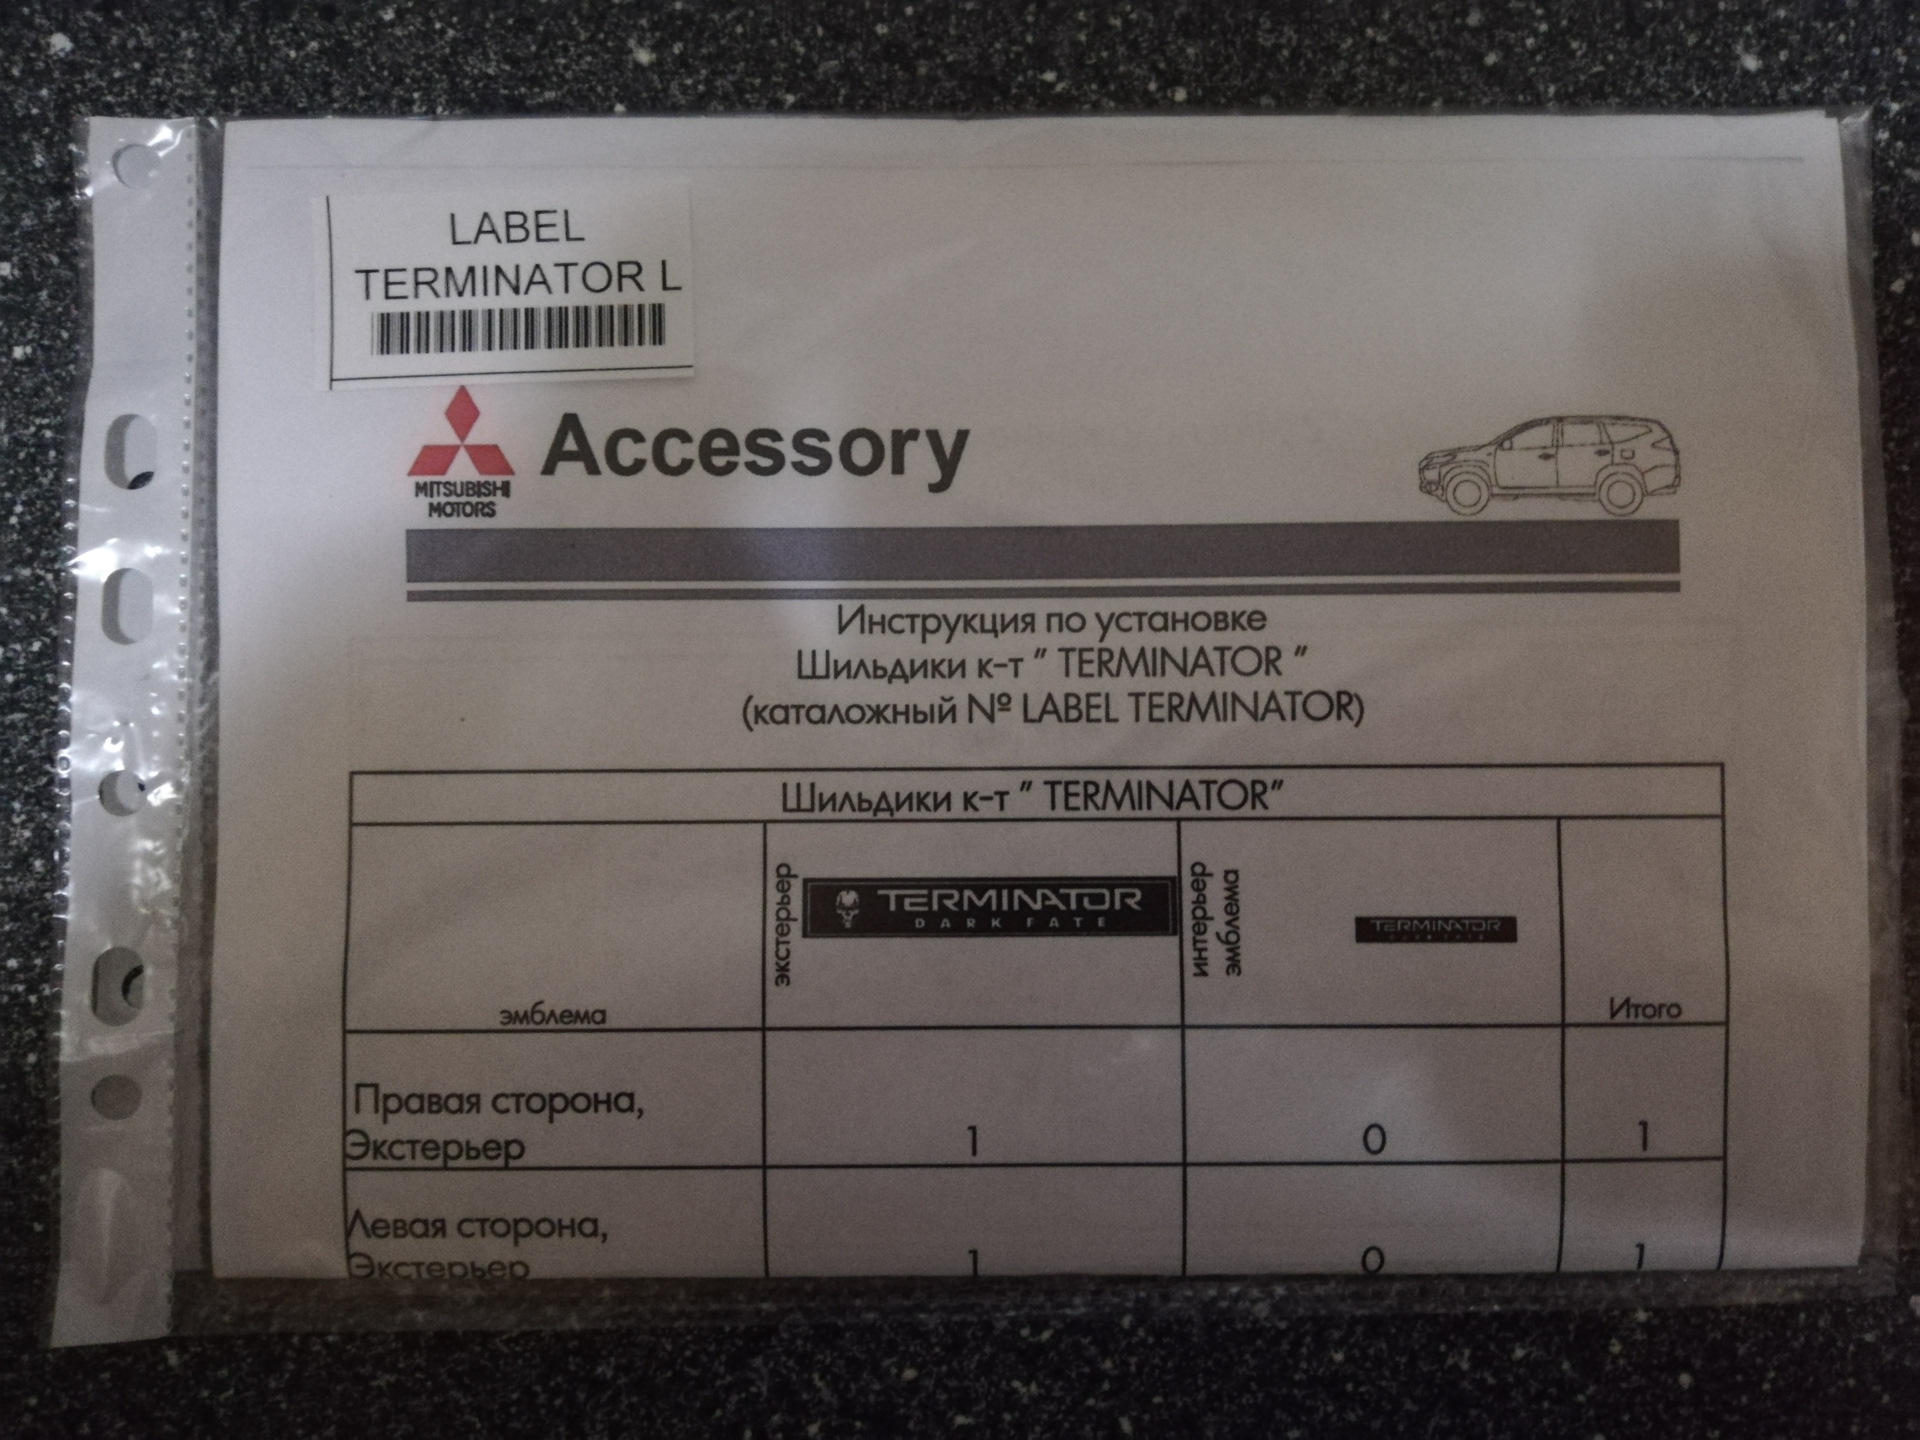 LABEL
TERMINATOR L
MITSUBISHI
MOTORS
Accessory
Инструкция по установке
Шильдики к-т " TERMINATOR "
(каталожный № LABEL TERMINATOR)
Шильдики к-т " TERMINATOR"
эмблема
экстерьер
TERMINATOR
DARK FATE
интерьер
эмблема
TERMINATOR
Итого
Правая сторона,
Экстерьер
1
0
1
Левая сторона,
Экстерьер
1
0
1